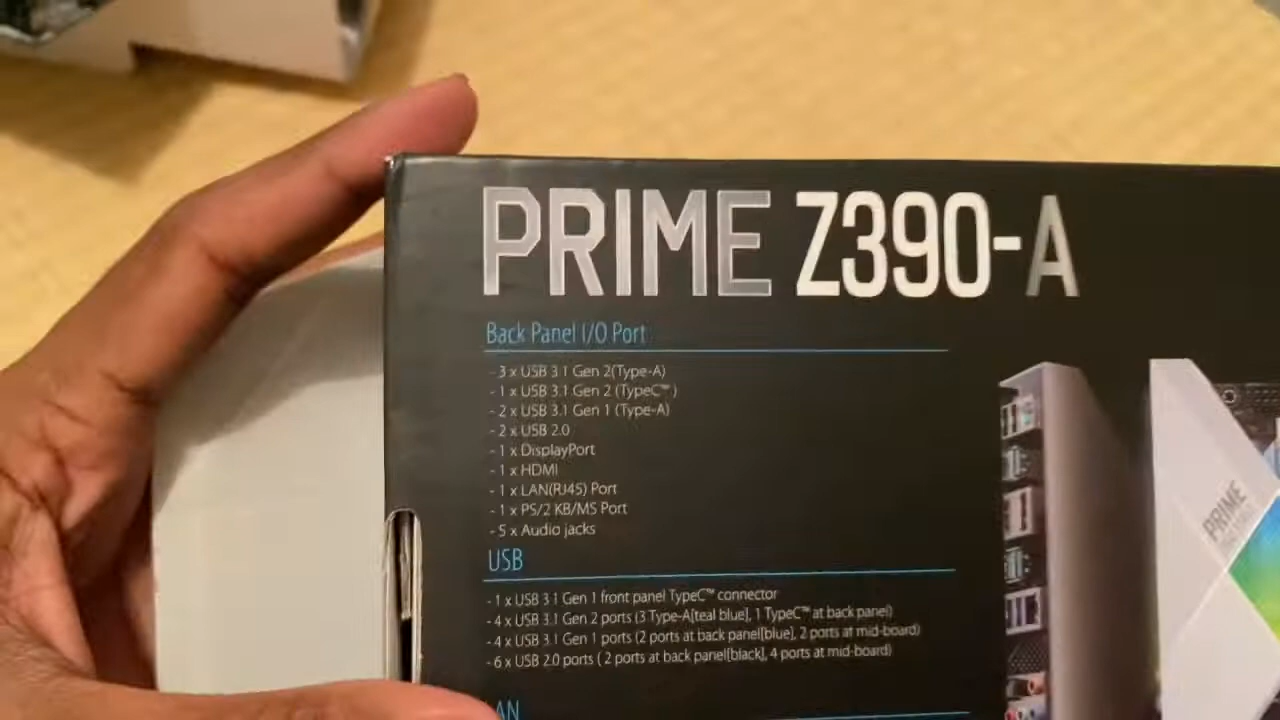 PRIME Z390-A
Back Panel I/O Port
- 3 x USB 3.1 Gen 2(Type-A)
- 1 x USB 3.1 Gen 2 (TypeC™ )
- 2 x USB 3.1 Gen 1 (Type-A)
- 2 x USB 2.0
- 1 x DisplayPort
- 1 x HDMI
- 1 x LAN(RJ45) Port
- 1 x PS/2 KB/MS Port
- 5 x Audio jacks
USB
- 1 x USB 3.1 Gen 1 front panel TypeC™ connector
- 4 x USB 3.1 Gen 2 ports (3 Type-A[teal blue], 1 TypeC™ at back panel)
- 4 x USB 3.1 Gen 1 ports (2 ports at back panel[blue], 2 ports at mid-board)
- 6 x USB 2.0 ports ( 2 ports at back panel[black], 4 ports at mid-board)
AN
PRIME